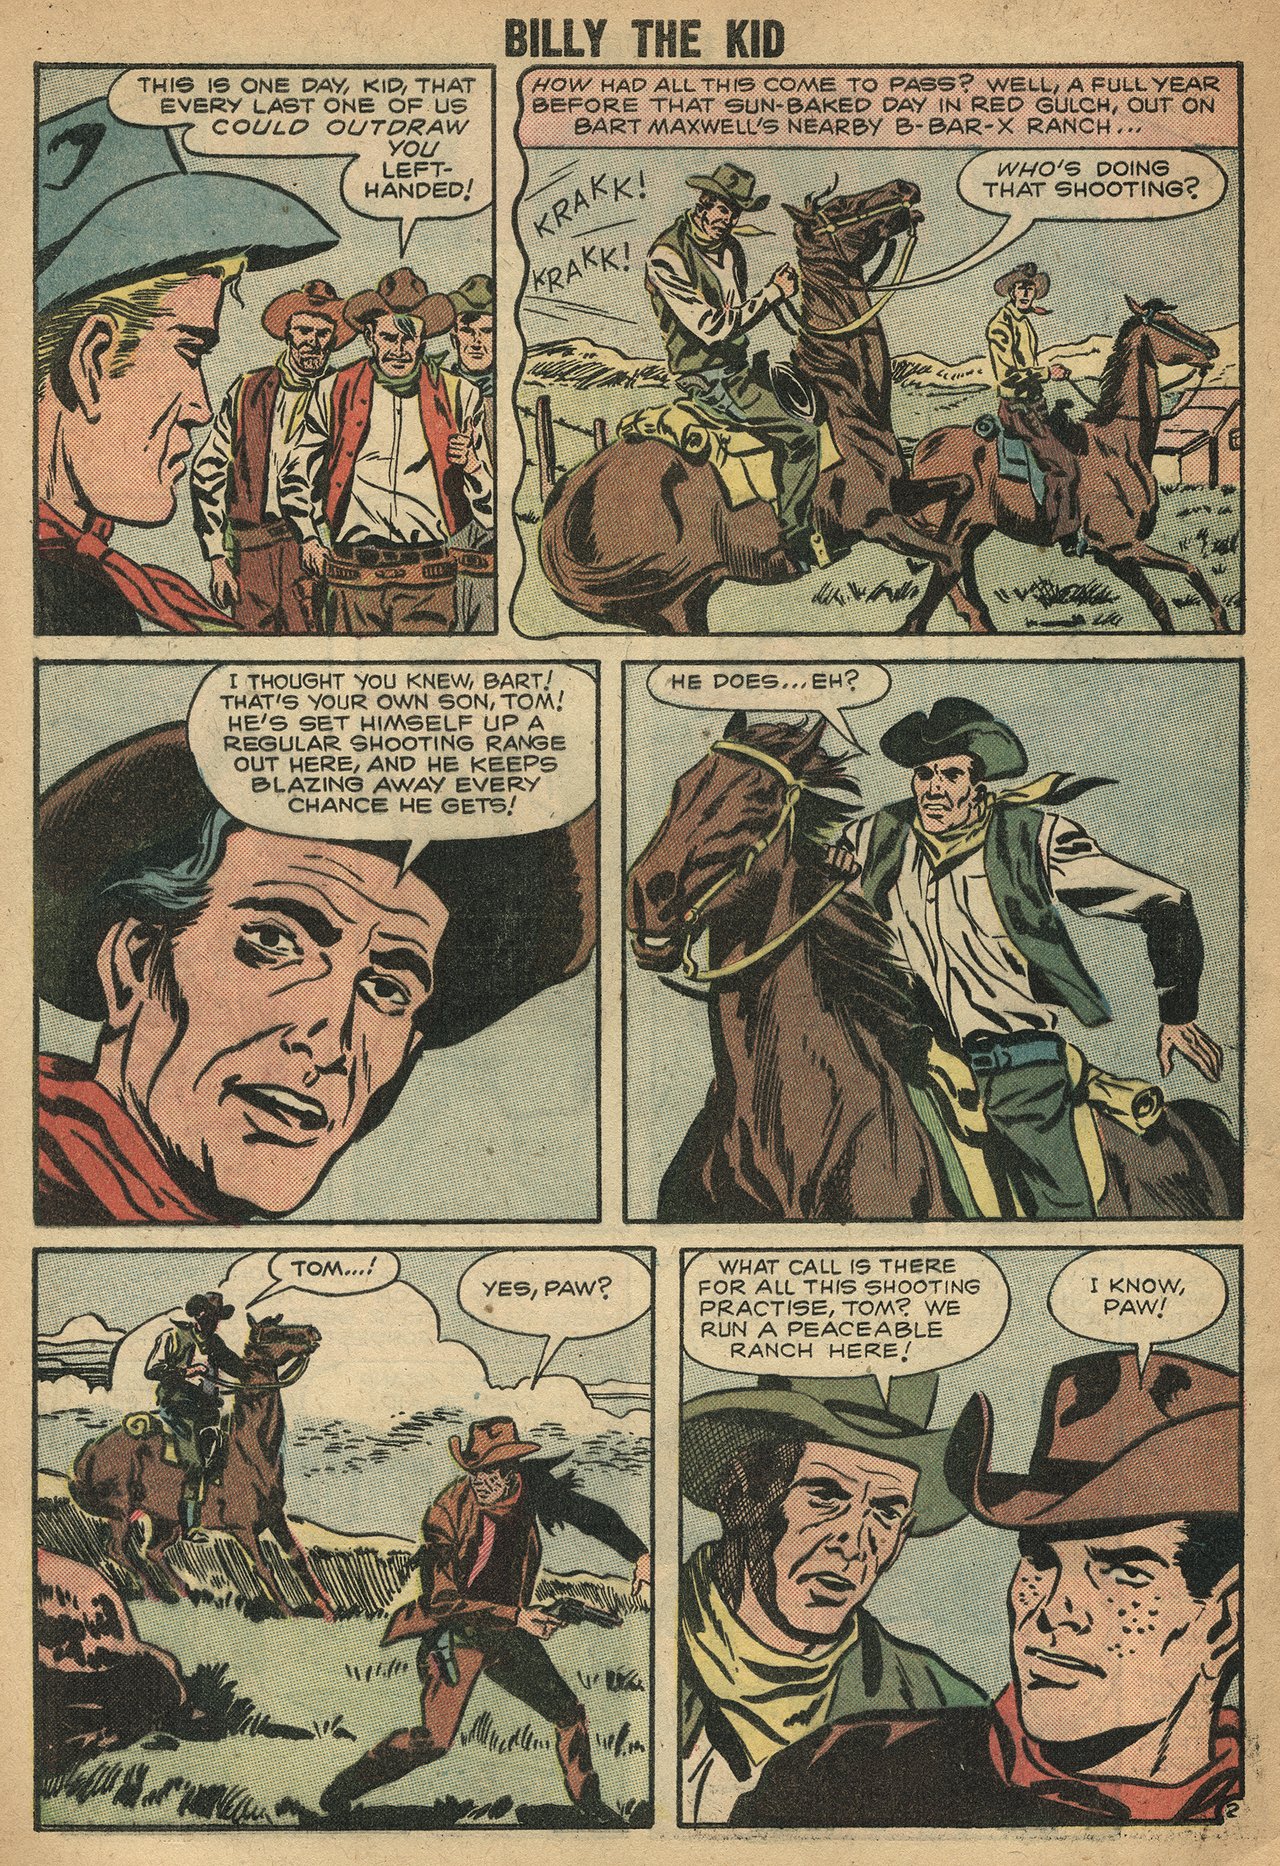 BILLY THE KID
THIS IS ONE DAY, KID, THAT
EVERY LAST ONE OF US
COULD OUTDRAW
YOU
LEFT-
HANDED!
HOW HAD ALL THIS COME TO PASS? WELL, A FULL YEAR
BEFORE THAT SUN-BAKED DAY IN RED GULCH, OUT ON
BART MAXWELL'S NEARBY B-BAR-X RANCH...
KRAKK!
KRAKK!
WHO'S DOING
THAT SHOOTING?
I THOUGHT YOU KNEW, BART!
THAT'S YOUR OWN SON, TOM!
HE'S SET HIMSELF UP A
REGULAR SHOOTING RANGE
OUT HERE, AND HE KEEPS
BLAZING AWAY EVERY
CHANCE HE GETS!
HE DOES...EH?
TOM...!
YES, PAW?
WHAT CALL IS THERE
FOR ALL THIS SHOOTING
PRACTISE, TOM? WE
RUN A PEACEABLE
RANCH HERE!
I KNOW,
PAW!
2